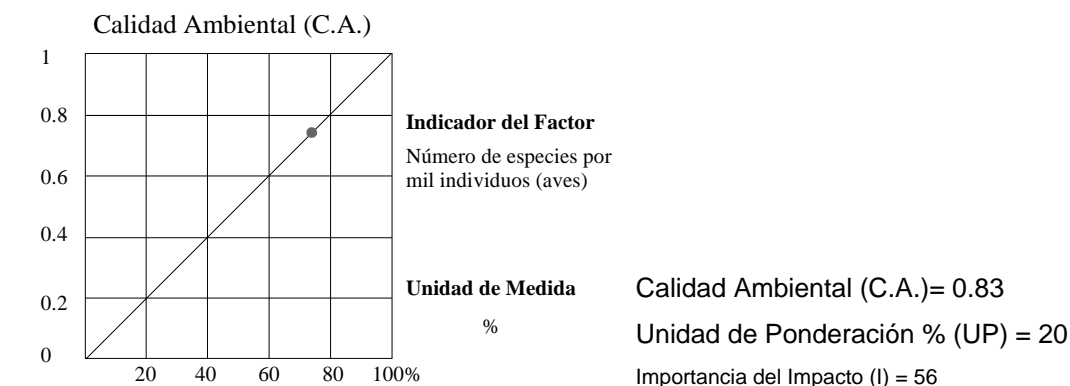 Calidad Ambiental (C.A.)
1
0.8
0.6
0.4
0.2
0
20 40 60 80 100%
Indicador del Factor
Número de especies por
mil individuos (aves)
Unidad de Medida
%
Calidad Ambiental (C.A.)= 0.83
Unidad de Ponderación % (UP) = 20
Importancia del Impacto (I) = 56